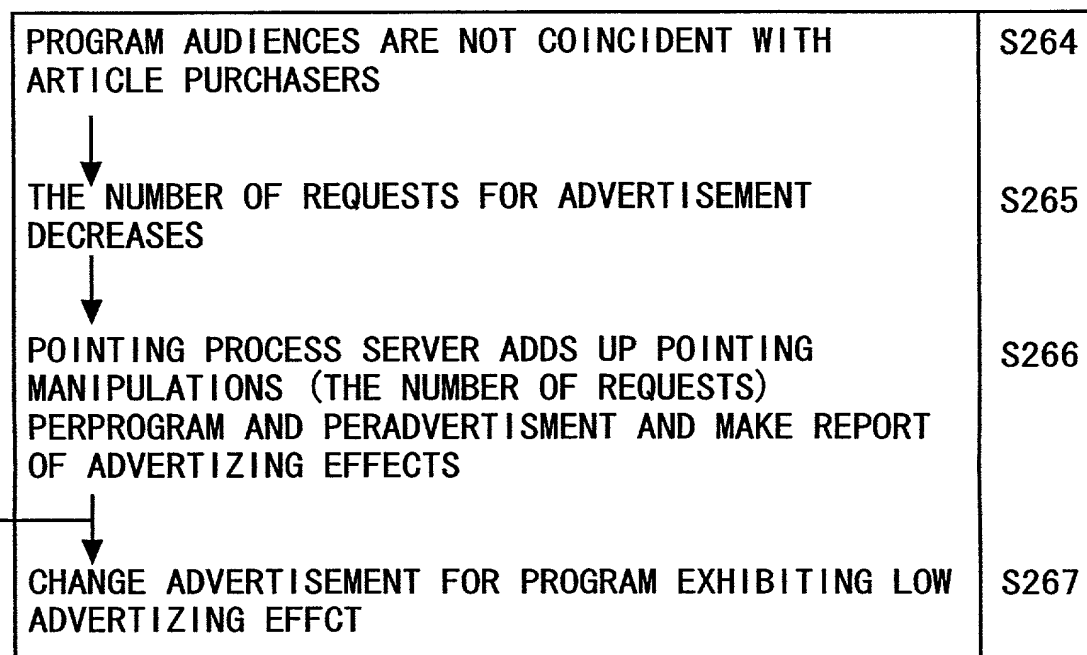 PROGRAM AUDIENCES ARE NOT COINCIDENT WITH S264
ARTICLE PURCHASERS
THE NUMBER OF REQUESTS FOR ADVERTISEMENT S265
DECREASES
POINTING PROCESS SERVER ADDS UP POINTING S266
MANIPULATIONS (THE NUMBER OF REQUESTS)
PERPROGRAM AND PERADVERTISMENT AND MAKE REPORT
OF ADVERTIZING EFFECTS
CHANGE ADVERTISEMENT FOR PROGRAM EXHIBITING LOW S267
ADVERTIZING EFFCT